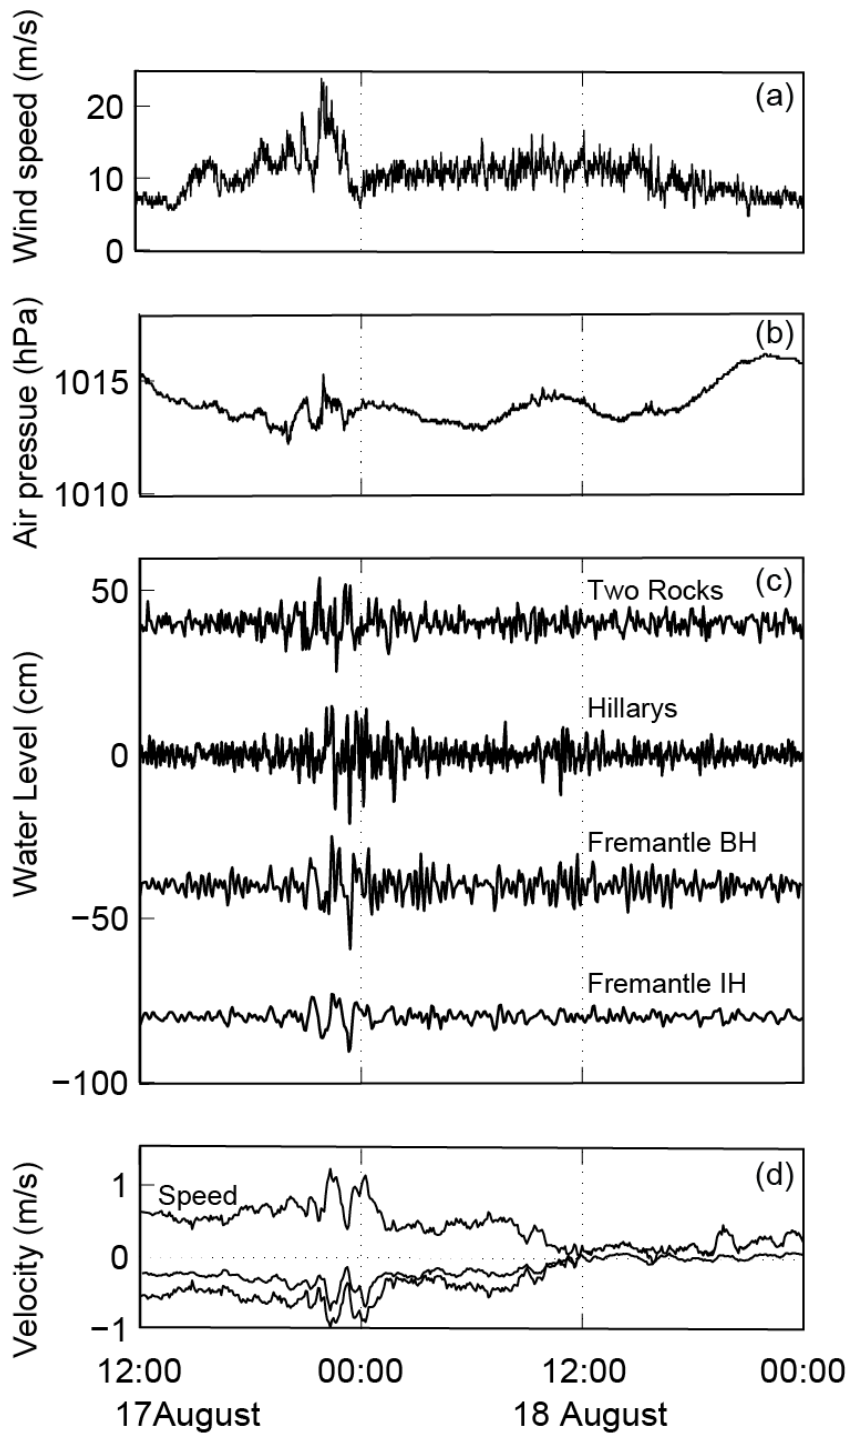 Wind speed (m/s)
20
10
0
(a)
Air pressue (hPa)
1015
1010
(b)
Water Level (cm)
50
0
−50
−100
(c)
Two Rocks
Hillarys
Fremantle BH
Fremantle IH
Velocity (m/s)
1
0
−1
(d)
Speed
12:00 00:00 12:00 00:00
17August 18 August